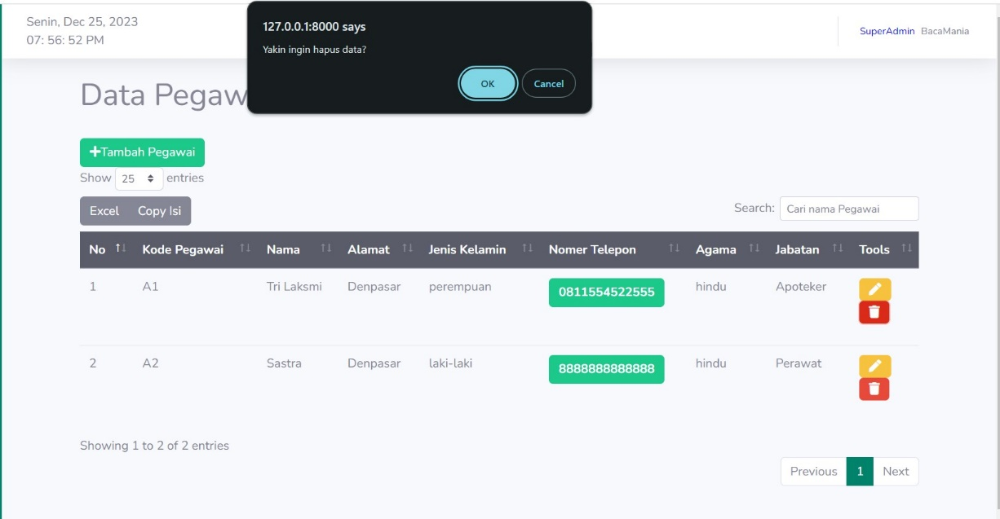 Senin, Dec 25, 2023
07: 56: 52 PM
127.0.0.1:8000 says
Yakin ingin hapus data?
OK Cancel
SuperAdmin BacaMania
Data Pegaw
Tambah Pegawai
Show 25 entries
Excel Copy Isi
Search: Cari nama Pegawai
No Kode Pegawai Nama Alamat Jenis Kelamin Nomer Telepon Agama Jabatan Tools
1 A1 Tri Laksmi Denpasar perempuan 0811554522555 hindu Apoteker
2 A2 Sastra Denpasar laki-laki 8888888888888 hindu Perawat
Showing 1 to 2 of 2 entries
Previous 1 Next